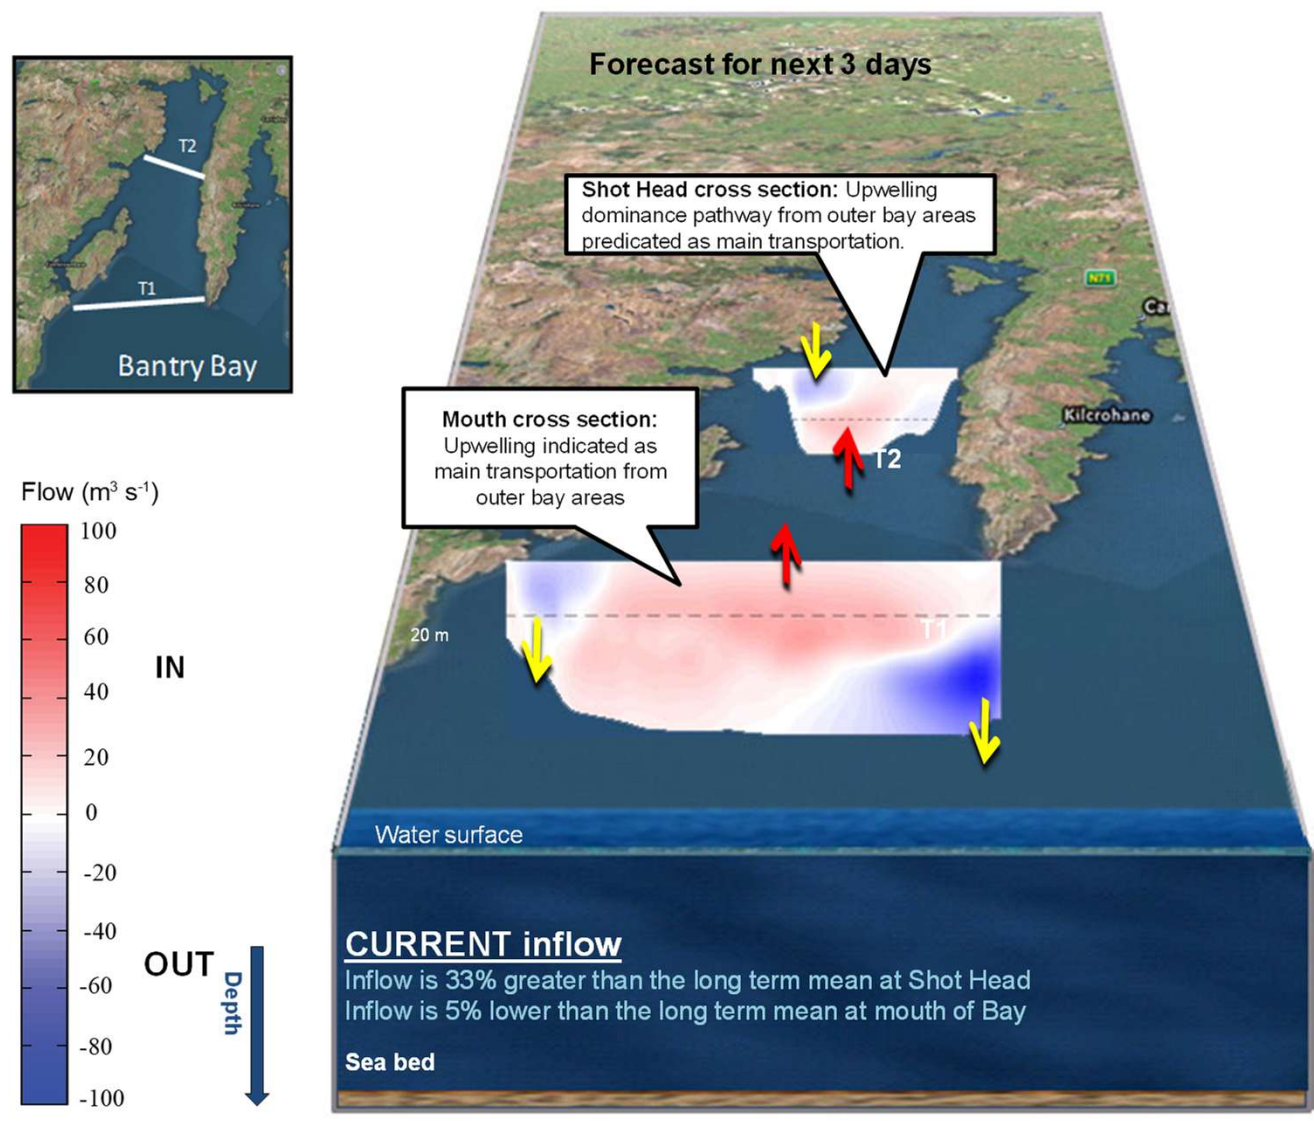 Forecast for next 3 days
T2
T1
Bantry Bay
Shot Head cross section: Upwelling
dominance pathway from outer bay areas
predicated as main transportation.
N71
Kilcrohane
Mouth cross section:
Upwelling indicated as
main transportation from
outer bay areas
T2
T1
20 m
Flow (m³ s⁻¹)
100
80
60
IN
40
20
0
-20
-40
OUT
-60
Depth
-80
-100
Water surface
CURRENT inflow
Inflow is 33% greater than the long term mean at Shot Head
Inflow is 5% lower than the long term mean at mouth of Bay
Sea bed